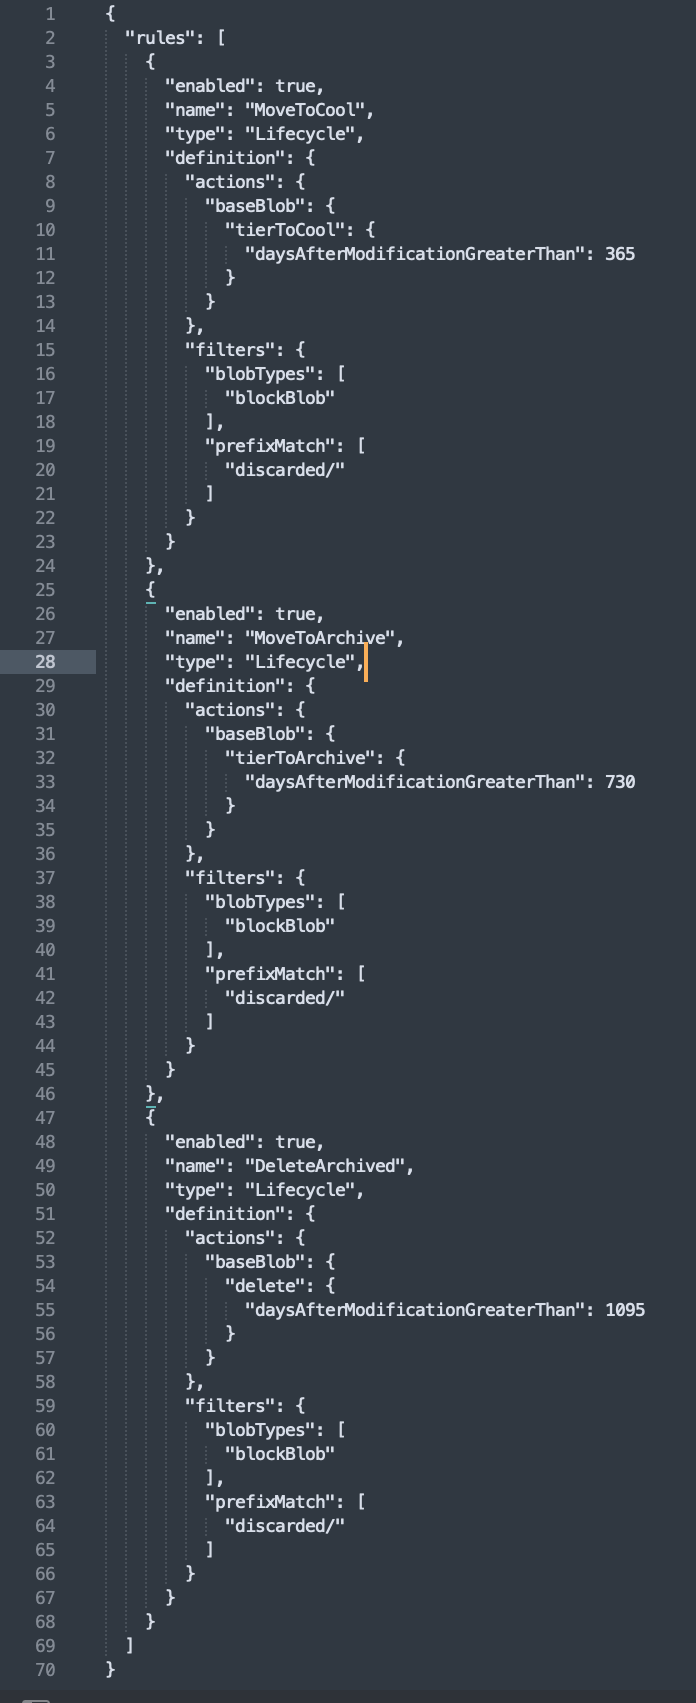 1 {
2   "rules": [
3     {
4       "enabled": true,
5       "name": "MoveToCool",
6       "type": "Lifecycle",
7       "definition": {
8         "actions": {
9           "baseBlob": {
10             "tierToCool": {
11               "daysAfterModificationGreaterThan": 365
12             }
13           }
14         },
15         "filters": {
16           "blobTypes": [
17             "blockBlob"
18           ],
19           "prefixMatch": [
20             "discarded/"
21           ]
22         }
23       }
24     },
25     {
26       "enabled": true,
27       "name": "MoveToArchive",
28       "type": "Lifecycle",
29       "definition": {
30         "actions": {
31           "baseBlob": {
32             "tierToArchive": {
33               "daysAfterModificationGreaterThan": 730
34             }
35           }
36         },
37         "filters": {
38           "blobTypes": [
39             "blockBlob"
40           ],
41           "prefixMatch": [
42             "discarded/"
43           ]
44         }
45       }
46     },
47     {
48       "enabled": true,
49       "name": "DeleteArchived",
50       "type": "Lifecycle",
51       "definition": {
52         "actions": {
53           "baseBlob": {
54             "delete": {
55               "daysAfterModificationGreaterThan": 1095
56             }
57           }
58         },
59         "filters": {
60           "blobTypes": [
61             "blockBlob"
62           ],
63           "prefixMatch": [
64             "discarded/"
65           ]
66         }
67       }
68     }
69   ]
70 }